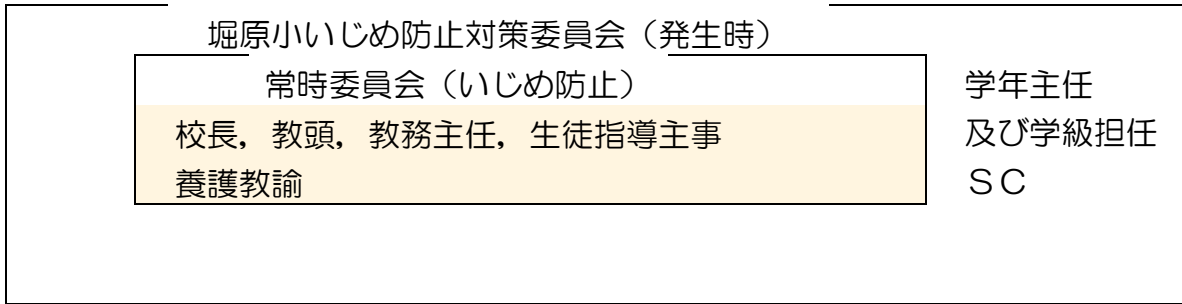 堀原小いじめ防止対策委員会（発生時）
常時委員会（いじめ防止）
校長，教頭，教務主任，生徒指導主事
養護教諭
学年主任
及び学級担任
ＳＣ